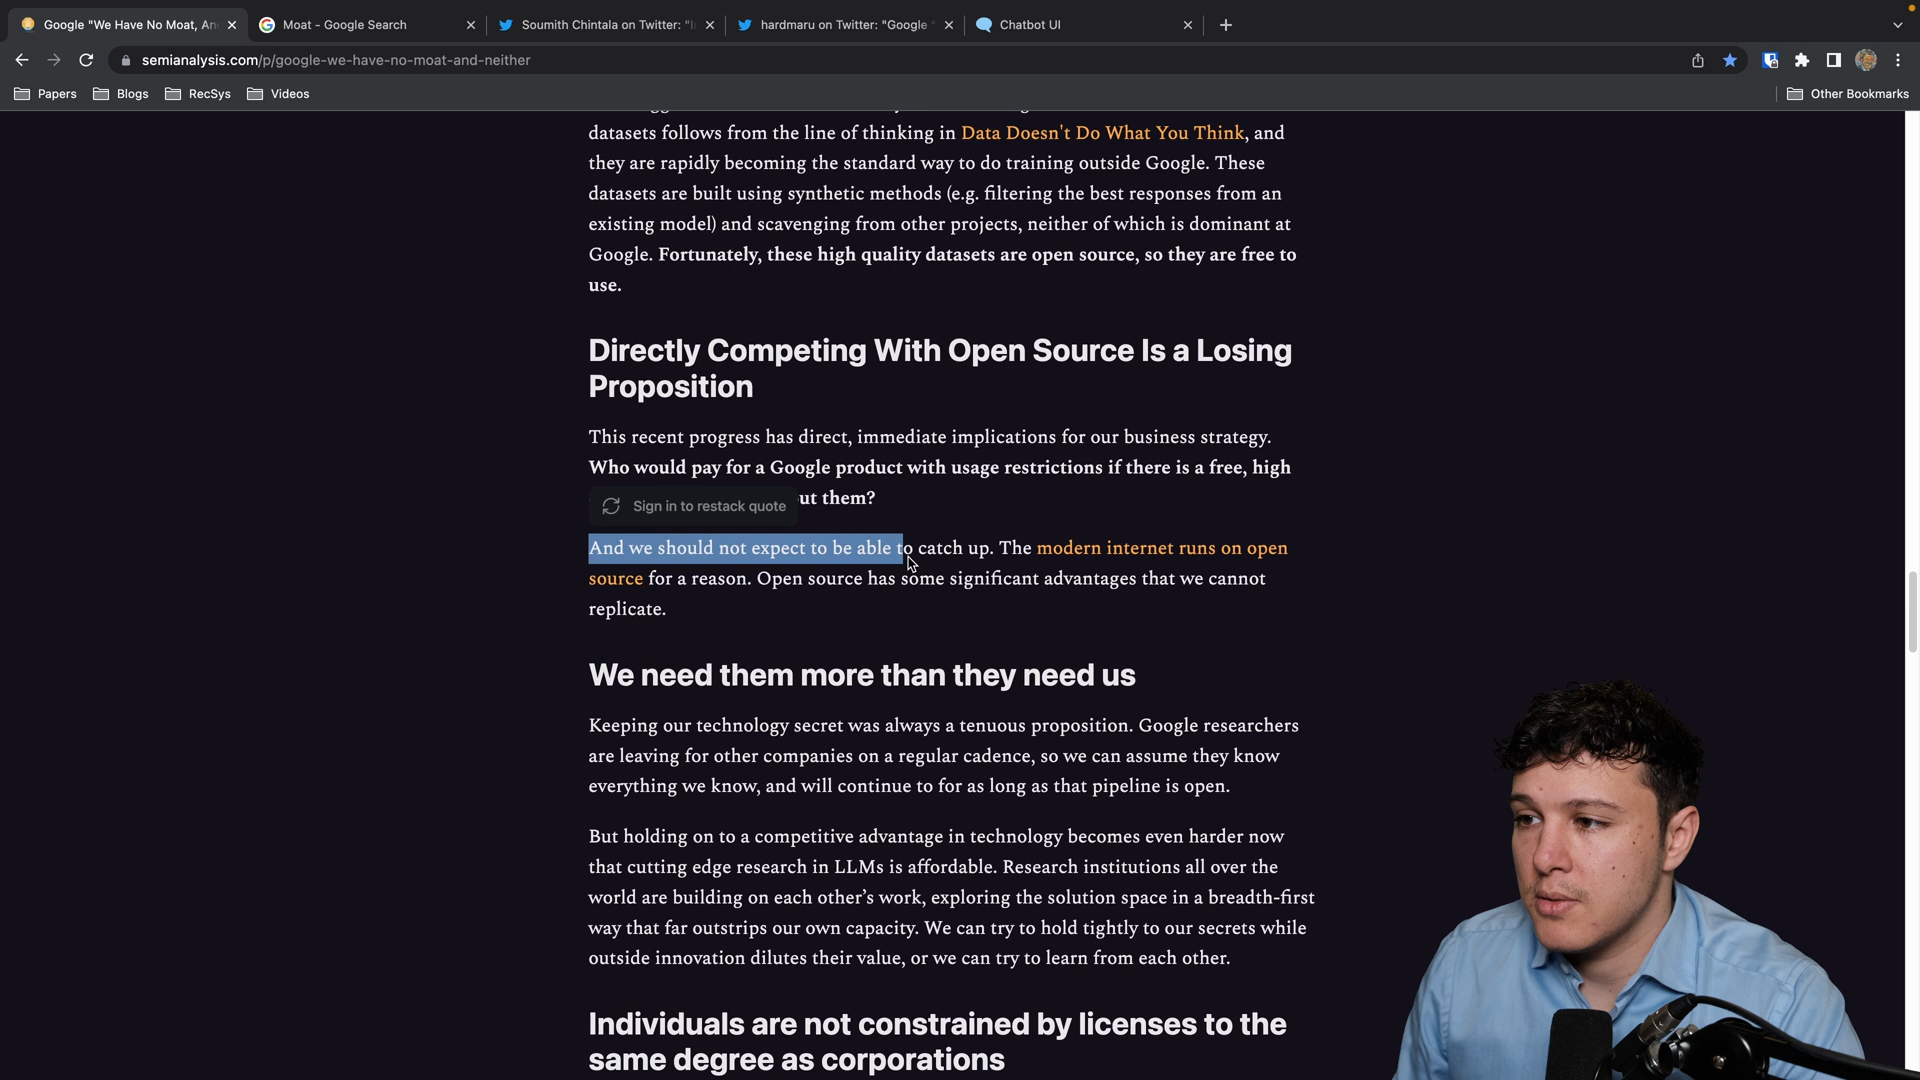 Google "We Have No Moat, An
Moat - Google Search
Soumith Chintala on Twitter: "I
hardmaru on Twitter: "Google "
Chatbot UI
semianalysis.com/p/google-we-have-no-moat-and-neither
Papers
Blogs
RecSys
Videos
Other Bookmarks
datasets follows from the line of thinking in Data Doesn't Do What You Think, and
they are rapidly becoming the standard way to do training outside Google. These
datasets are built using synthetic methods (e.g. filtering the best responses from an
existing model) and scavenging from other projects, neither of which is dominant at
Google. Fortunately, these high quality datasets are open source, so they are free to
use.
Directly Competing With Open Source Is a Losing
Proposition
This recent progress has direct, immediate implications for our business strategy.
Who would pay for a Google product with usage restrictions if there is a free, high
ut them?
Sign in to restack quote
And we should not expect to be able to catch up. The modern internet runs on open
source for a reason. Open source has some significant advantages that we cannot
replicate.
We need them more than they need us
Keeping our technology secret was always a tenuous proposition. Google researchers
are leaving for other companies on a regular cadence, so we can assume they know
everything we know, and will continue to for as long as that pipeline is open.
But holding on to a competitive advantage in technology becomes even harder now
that cutting edge research in LLMs is affordable. Research institutions all over the
world are building on each other’s work, exploring the solution space in a breadth-first
way that far outstrips our own capacity. We can try to hold tightly to our secrets while
outside innovation dilutes their value, or we can try to learn from each other.
Individuals are not constrained by licenses to the
same degree as corporations